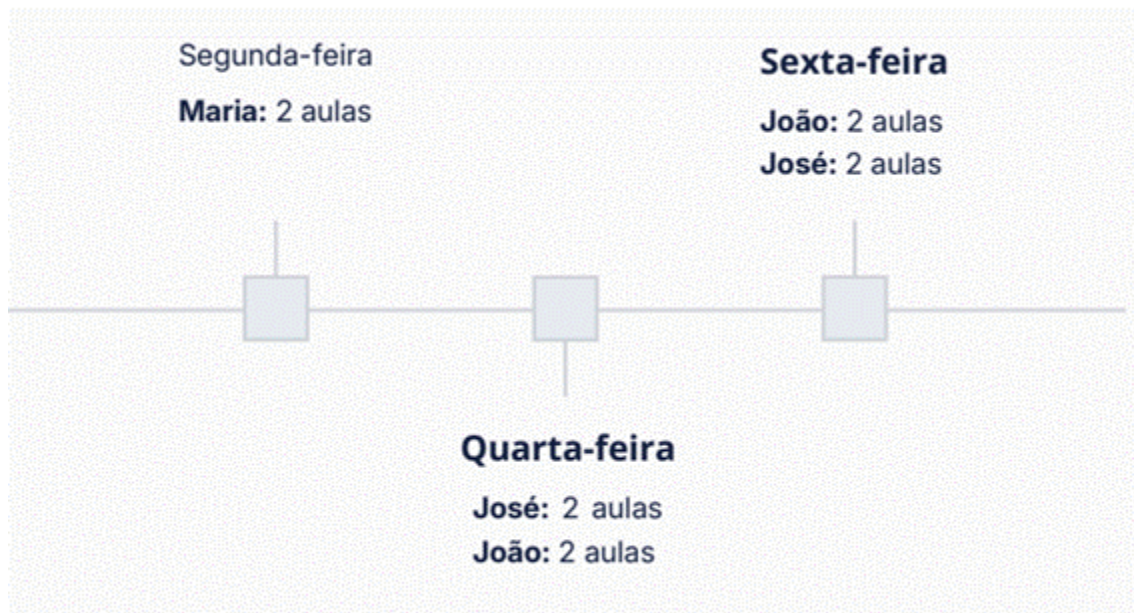 Segunda-feira
Maria: 2 aulas
Quarta-feira
José: 2 aulas
João: 2 aulas
Sexta-feira
João: 2 aulas
José: 2 aulas